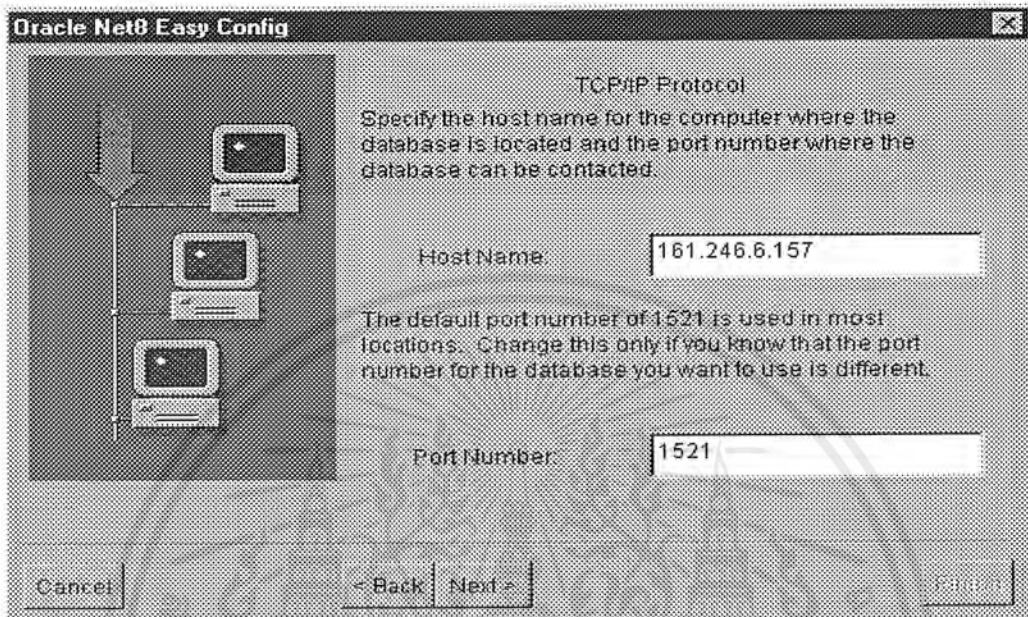 Oracle Net8 Easy Config
TCP/IP Protocol
Specify the host name for the computer where the
database is located and the port number where the
database can be contacted.
Host Name:
161.246.6.157
The default port number of 1521 is used in most
locations. Change this only if you know that the port
number for the database you want to use is different.
Port Number:
1521
Cancel
< Back
Next >